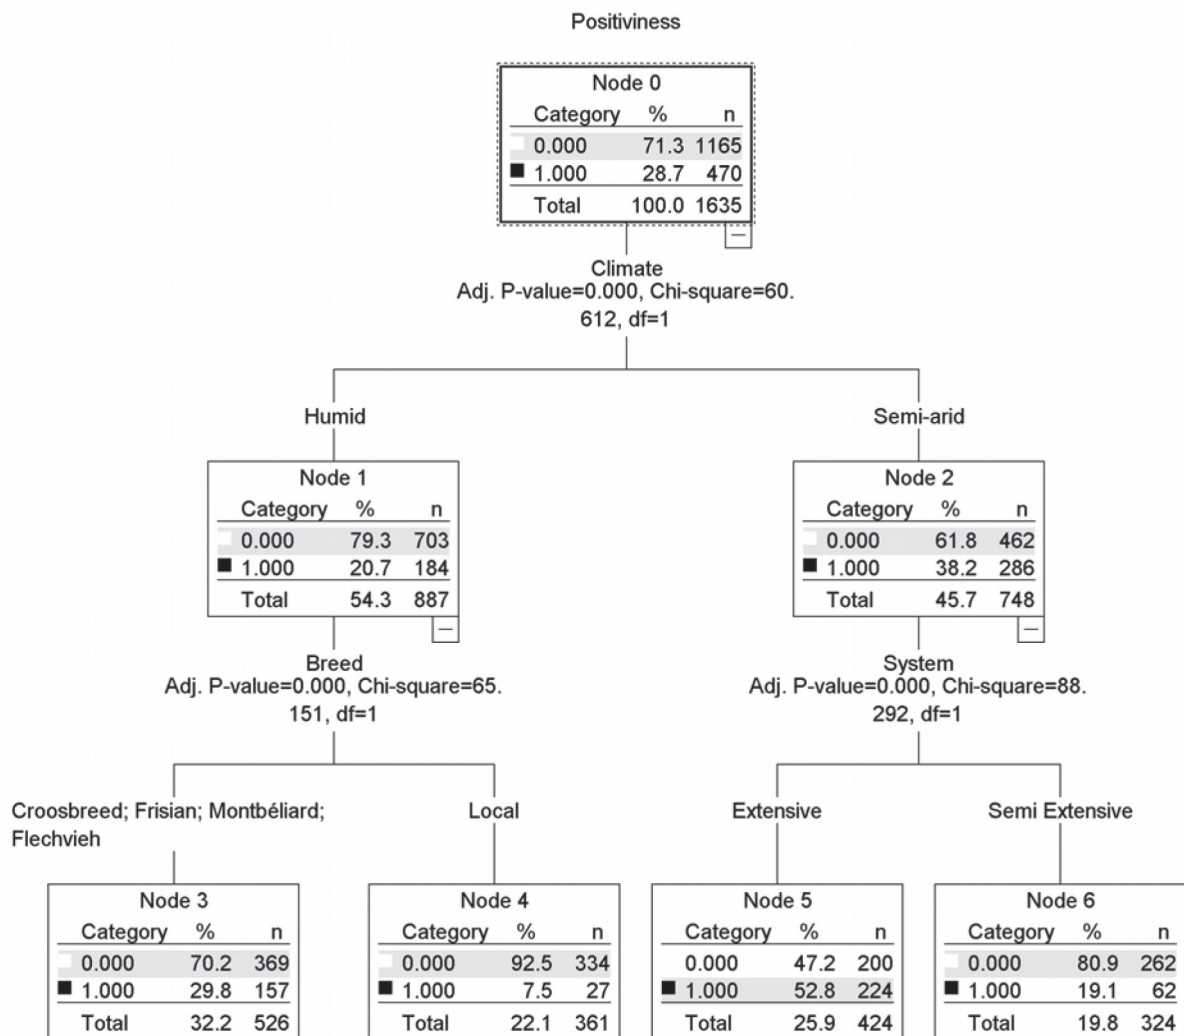 Positiviness
Node 0
Category % n
0.000 71.3 1165
1.000 28.7 470
Total 100.0 1635
Climate
Adj. P-value=0.000, Chi-square=60.
612, df=1
Humid
Semi-arid
Node 1
Category % n
0.000 79.3 703
1.000 20.7 184
Total 54.3 887
Node 2
Category % n
0.000 61.8 462
1.000 38.2 286
Total 45.7 748
Breed
Adj. P-value=0.000, Chi-square=65.
151, df=1
System
Adj. P-value=0.000, Chi-square=88.
292, df=1
Croosbreed; Frisian; Montbéliard;
Flechvieh
Local
Extensive
Semi Extensive
Node 3
Category % n
0.000 70.2 369
1.000 29.8 157
Total 32.2 526
Node 4
Category % n
0.000 92.5 334
1.000 7.5 27
Total 22.1 361
Node 5
Category % n
0.000 47.2 200
1.000 52.8 224
Total 25.9 424
Node 6
Category % n
0.000 80.9 262
1.000 19.1 62
Total 19.8 324